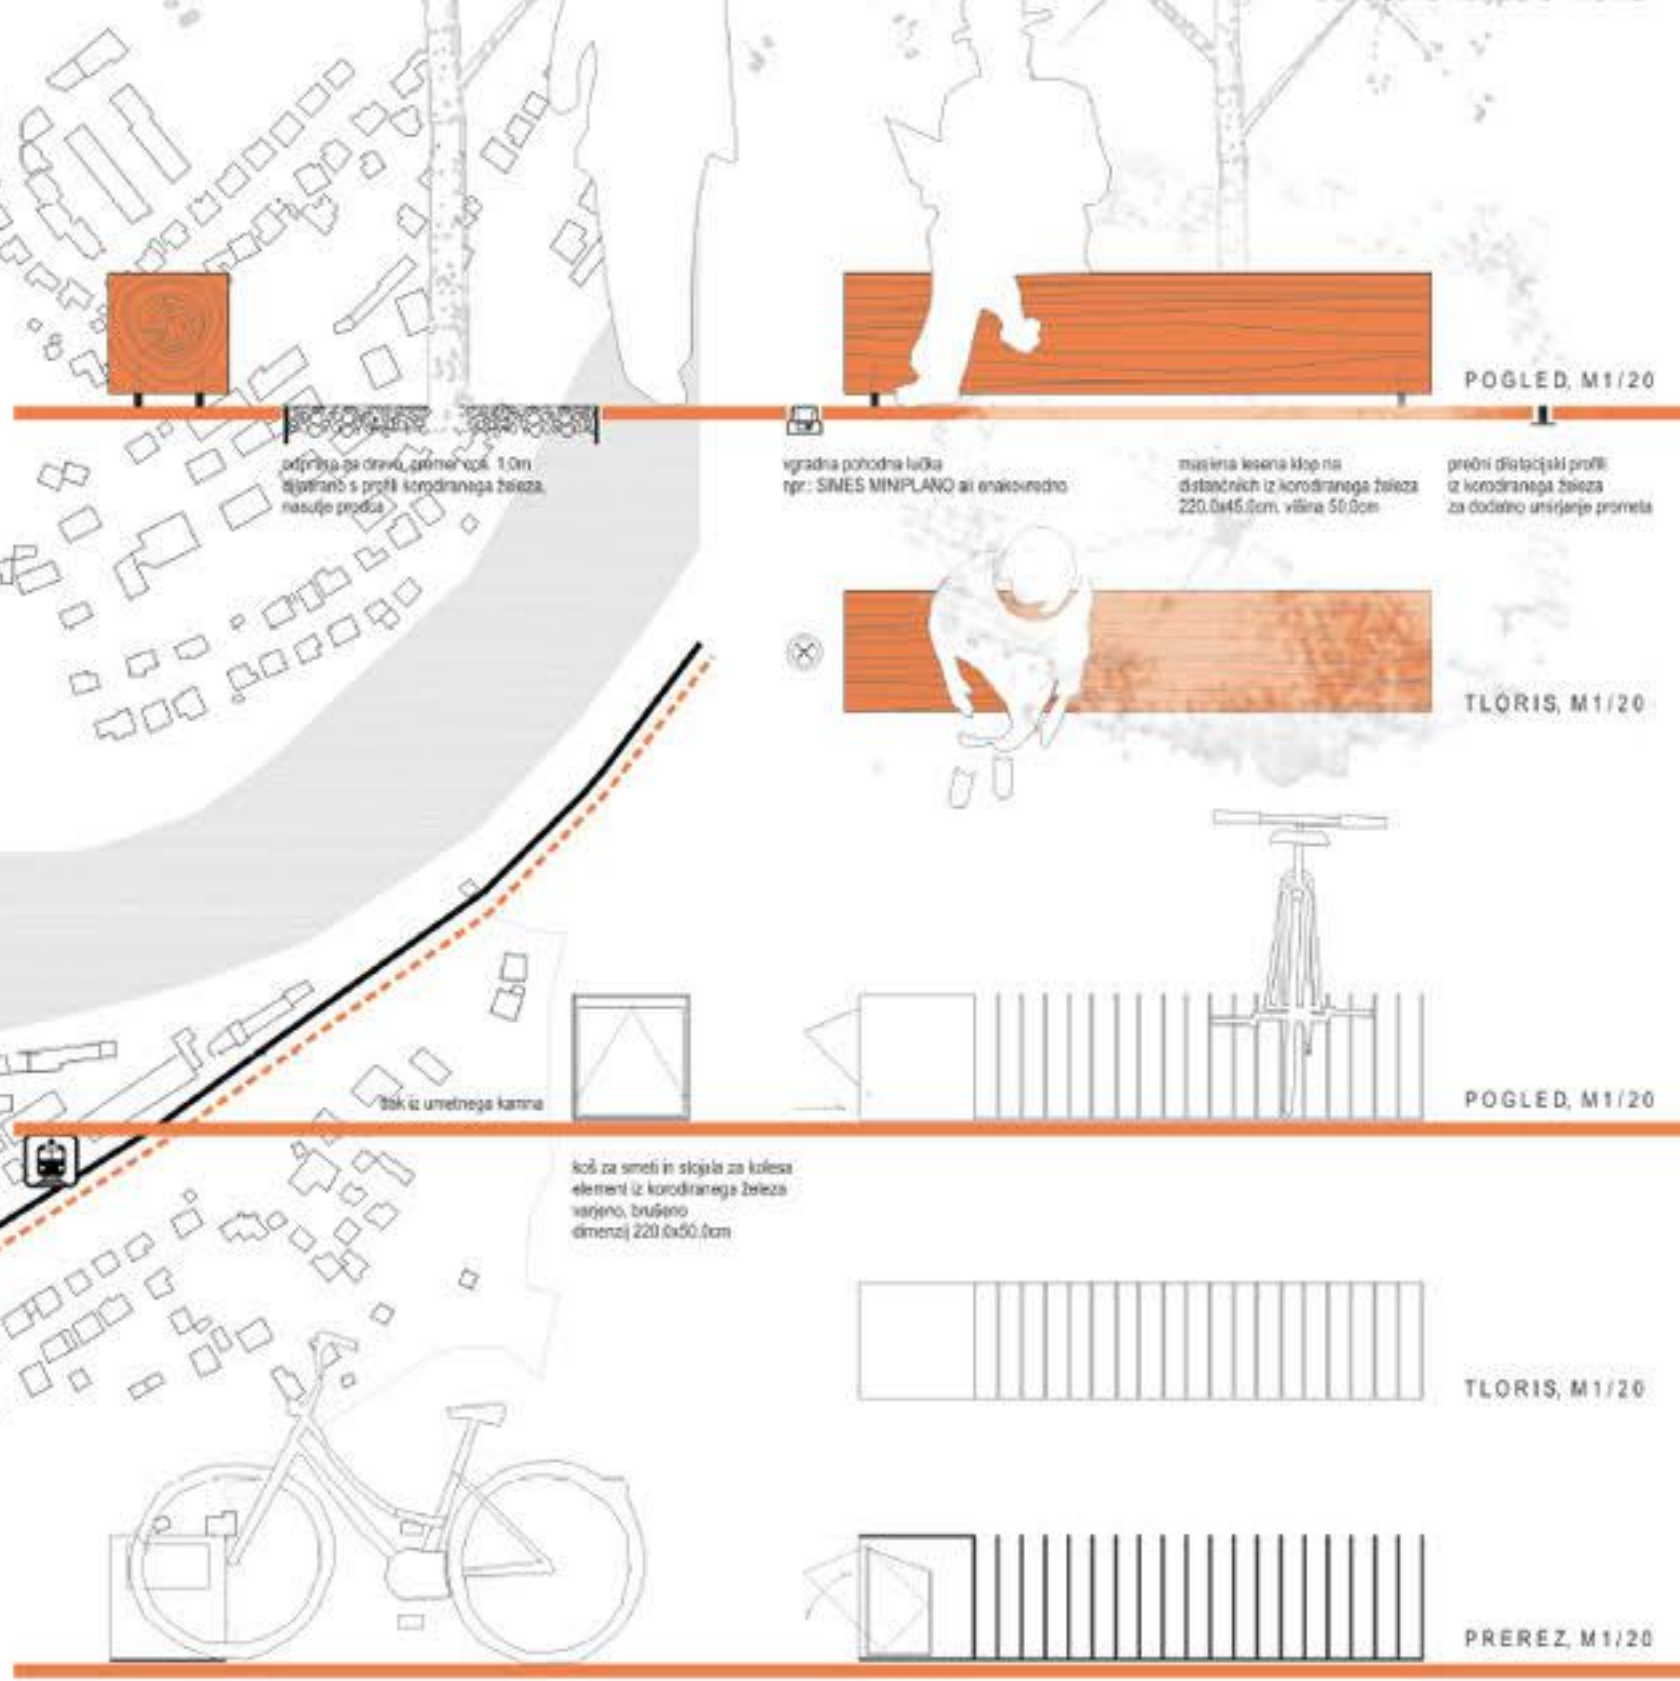 POGLED, M1/20
odprtina za drevo, premer cca. 1,0m
dilatirano s profili korodiranega železa,
nasutje prodca
vgradna pohodna lučka
npr.: SIMES MINIPLANO ali enakovredno
masivna lesena klop na
distančnikih iz korodiranega železa
220.0x45.0cm, višina 50.0cm
prečni dilatacijski profili
iz korodiranega železa
za dodatno umirjanje prometa
TLORIS, M1/20
POGLED, M1/20
tlak iz umetnega kamna
koš za smeti in stojala za kolesa
element iz korodiranega železa
varjeno, brušeno
dimenzij 220.0x50.0cm
TLORIS, M1/20
PREREZ, M1/20